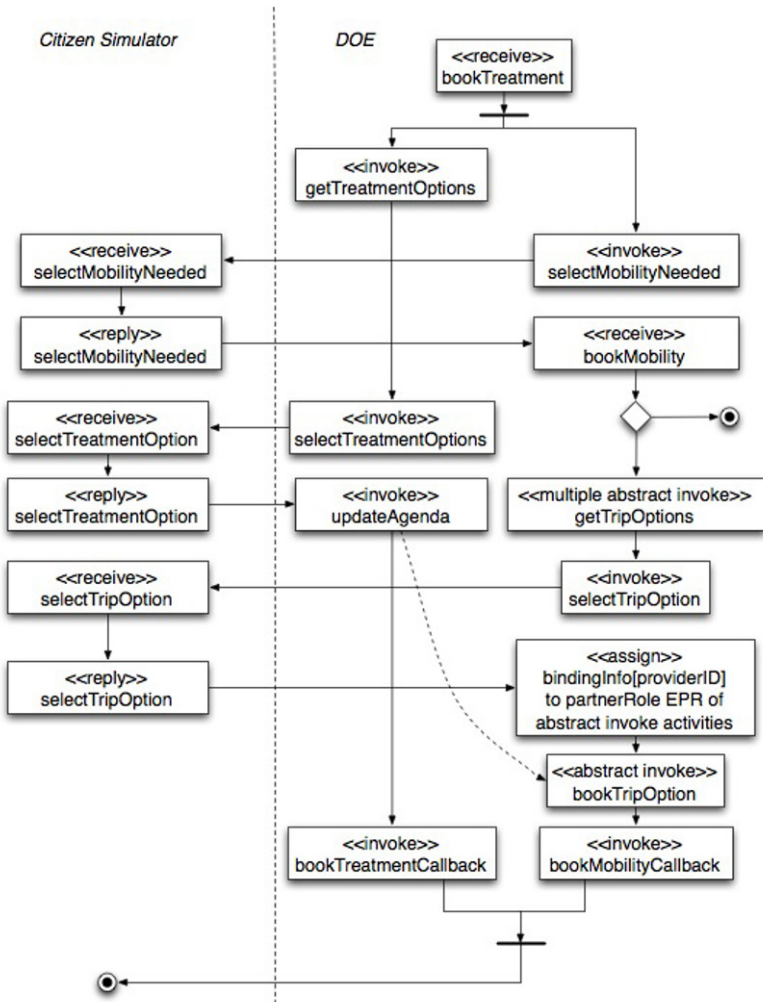 Citizen Simulator
DOE
<<receive>>
bookTreatment
<<invoke>>
getTreatmentOptions
<<receive>>
selectMobilityNeeded
<<invoke>>
selectMobilityNeeded
<<reply>>
selectMobilityNeeded
<<receive>>
bookMobility
<<receive>>
selectTreatmentOption
<<invoke>>
selectTreatmentOptions
<<reply>>
selectTreatmentOption
<<invoke>>
updateAgenda
<<multiple abstract invoke>>
getTripOptions
<<receive>>
selectTripOption
<<invoke>>
selectTripOption
<<reply>>
selectTripOption
<<assign>>
bindingInfo[providerID]
to partnerRole EPR of
abstract invoke activities
<<abstract invoke>>
bookTripOption
<<invoke>>
bookTreatmentCallback
<<invoke>>
bookMobilityCallback